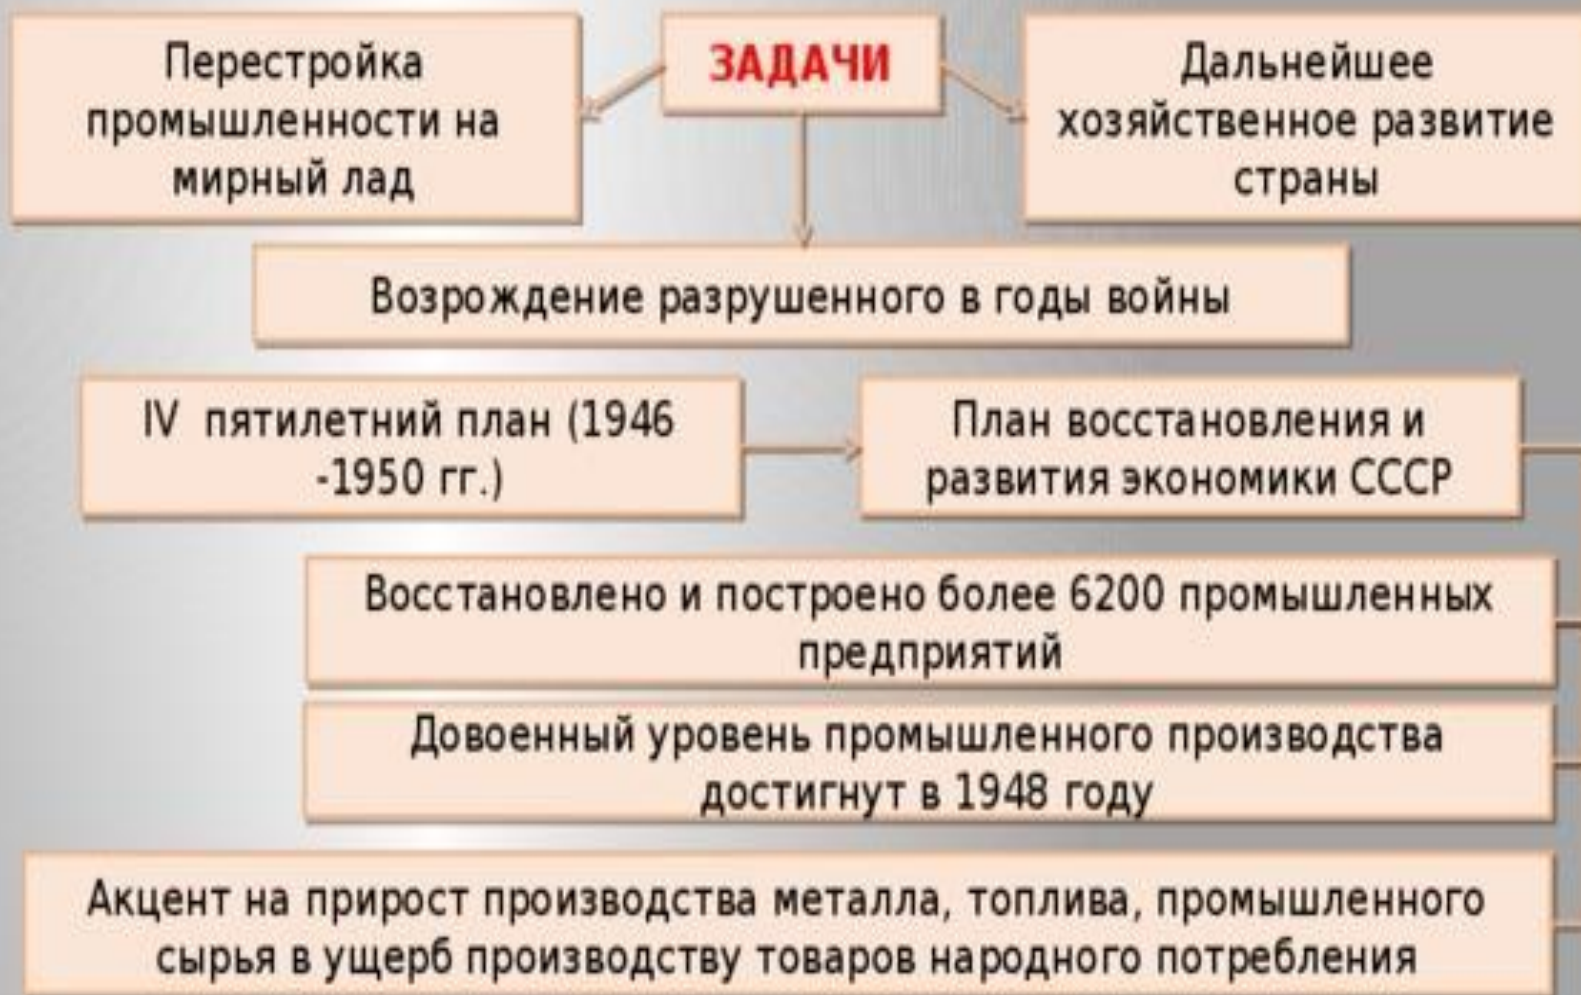 Перестройка
промышленности на
мирный лад
ЗАДАЧИ
Дальнейшее
хозяйственное развитие
страны
Возрождение разрушенного в годы войны
IV пятилетний план (1946
-1950 гг.)
План восстановления и
развития экономики СССР
Восстановлено и построено более 6200 промышленных
предприятий
Довоенный уровень промышленного производства
достигнут в 1948 году
Акцент на прирост производства металла, топлива, промышленного
сырья в ущерб производству товаров народного потребления